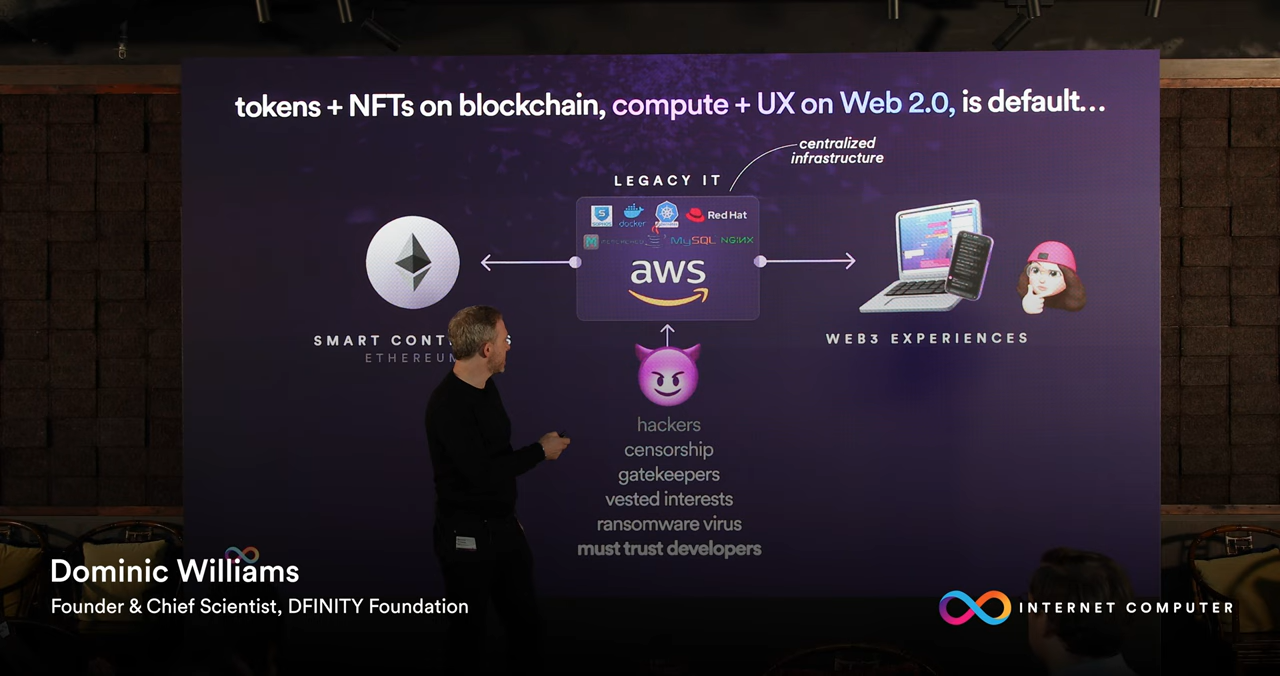 tokens + NFTs on blockchain, compute + UX on Web 2.0, is default...
centralized
infrastructure
LEGACY IT
docker
Red Hat
MySQL NGINX
aws
SMART CONT S
ETHEREUM
WEB3 EXPERIENCES
hackers
censorship
gatekeepers
vested interests
ransomware virus
must trust developers
Dominic Williams
Founder & Chief Scientist, DFINITY Foundation
INTERNET COMPUTER